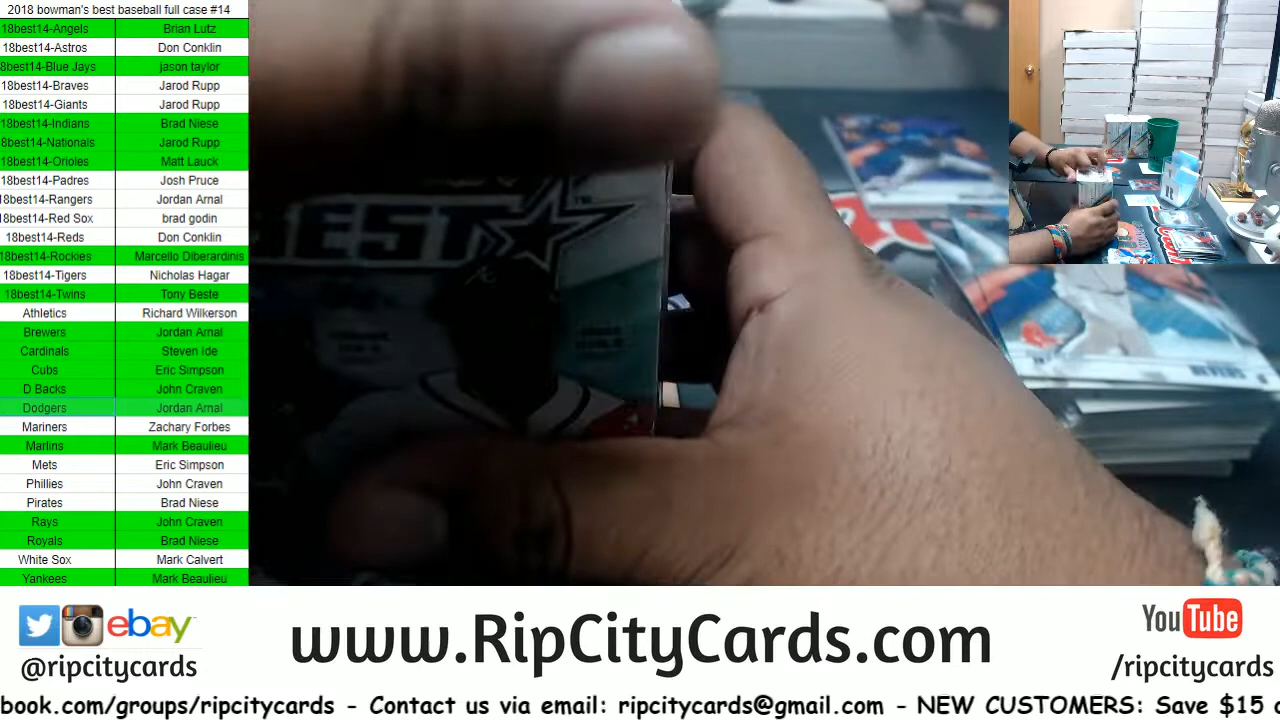 2018 bowman's best baseball full case #14
18best14-Angels Brian Lutz
18best14-Astros Don Conklin
8best14-Blue Jays jason taylor
18best14-Braves Jarod Rupp
18best14-Giants Jarod Rupp
18best14-Indians Brad Niese
8best14-Nationals Jarod Rupp
18best14-Orioles Matt Lauck
18best14-Padres Josh Pruce
18best14-Rangers Jordan Arnal
18best14-Red Sox brad godin
18best14-Reds Don Conklin
18best14-Rockies Marcello Diberardinis
18best14-Tigers Nicholas Hagar
18best14-Twins Tony Beste
Athletics Richard Wilkerson
Brewers Jordan Arnal
Cardinals Steven Ide
Cubs Eric Simpson
D Backs John Craven
Dodgers Jordan Arnal
Mariners Zachary Forbes
Marlins Mark Beaulieu
Mets Eric Simpson
Phillies John Craven
Pirates Brad Niese
Rays John Craven
Royals Brad Niese
White Sox Mark Calvert
Yankees Mark Beaulieu
BEST
ebay
@ripcitycards
www.RipCityCards.com
YouTube
/ripcitycards
book.com/groups/ripcitycards - Contact us via email: ripcitycards@gmail.com - NEW CUSTOMERS: Save $15 o